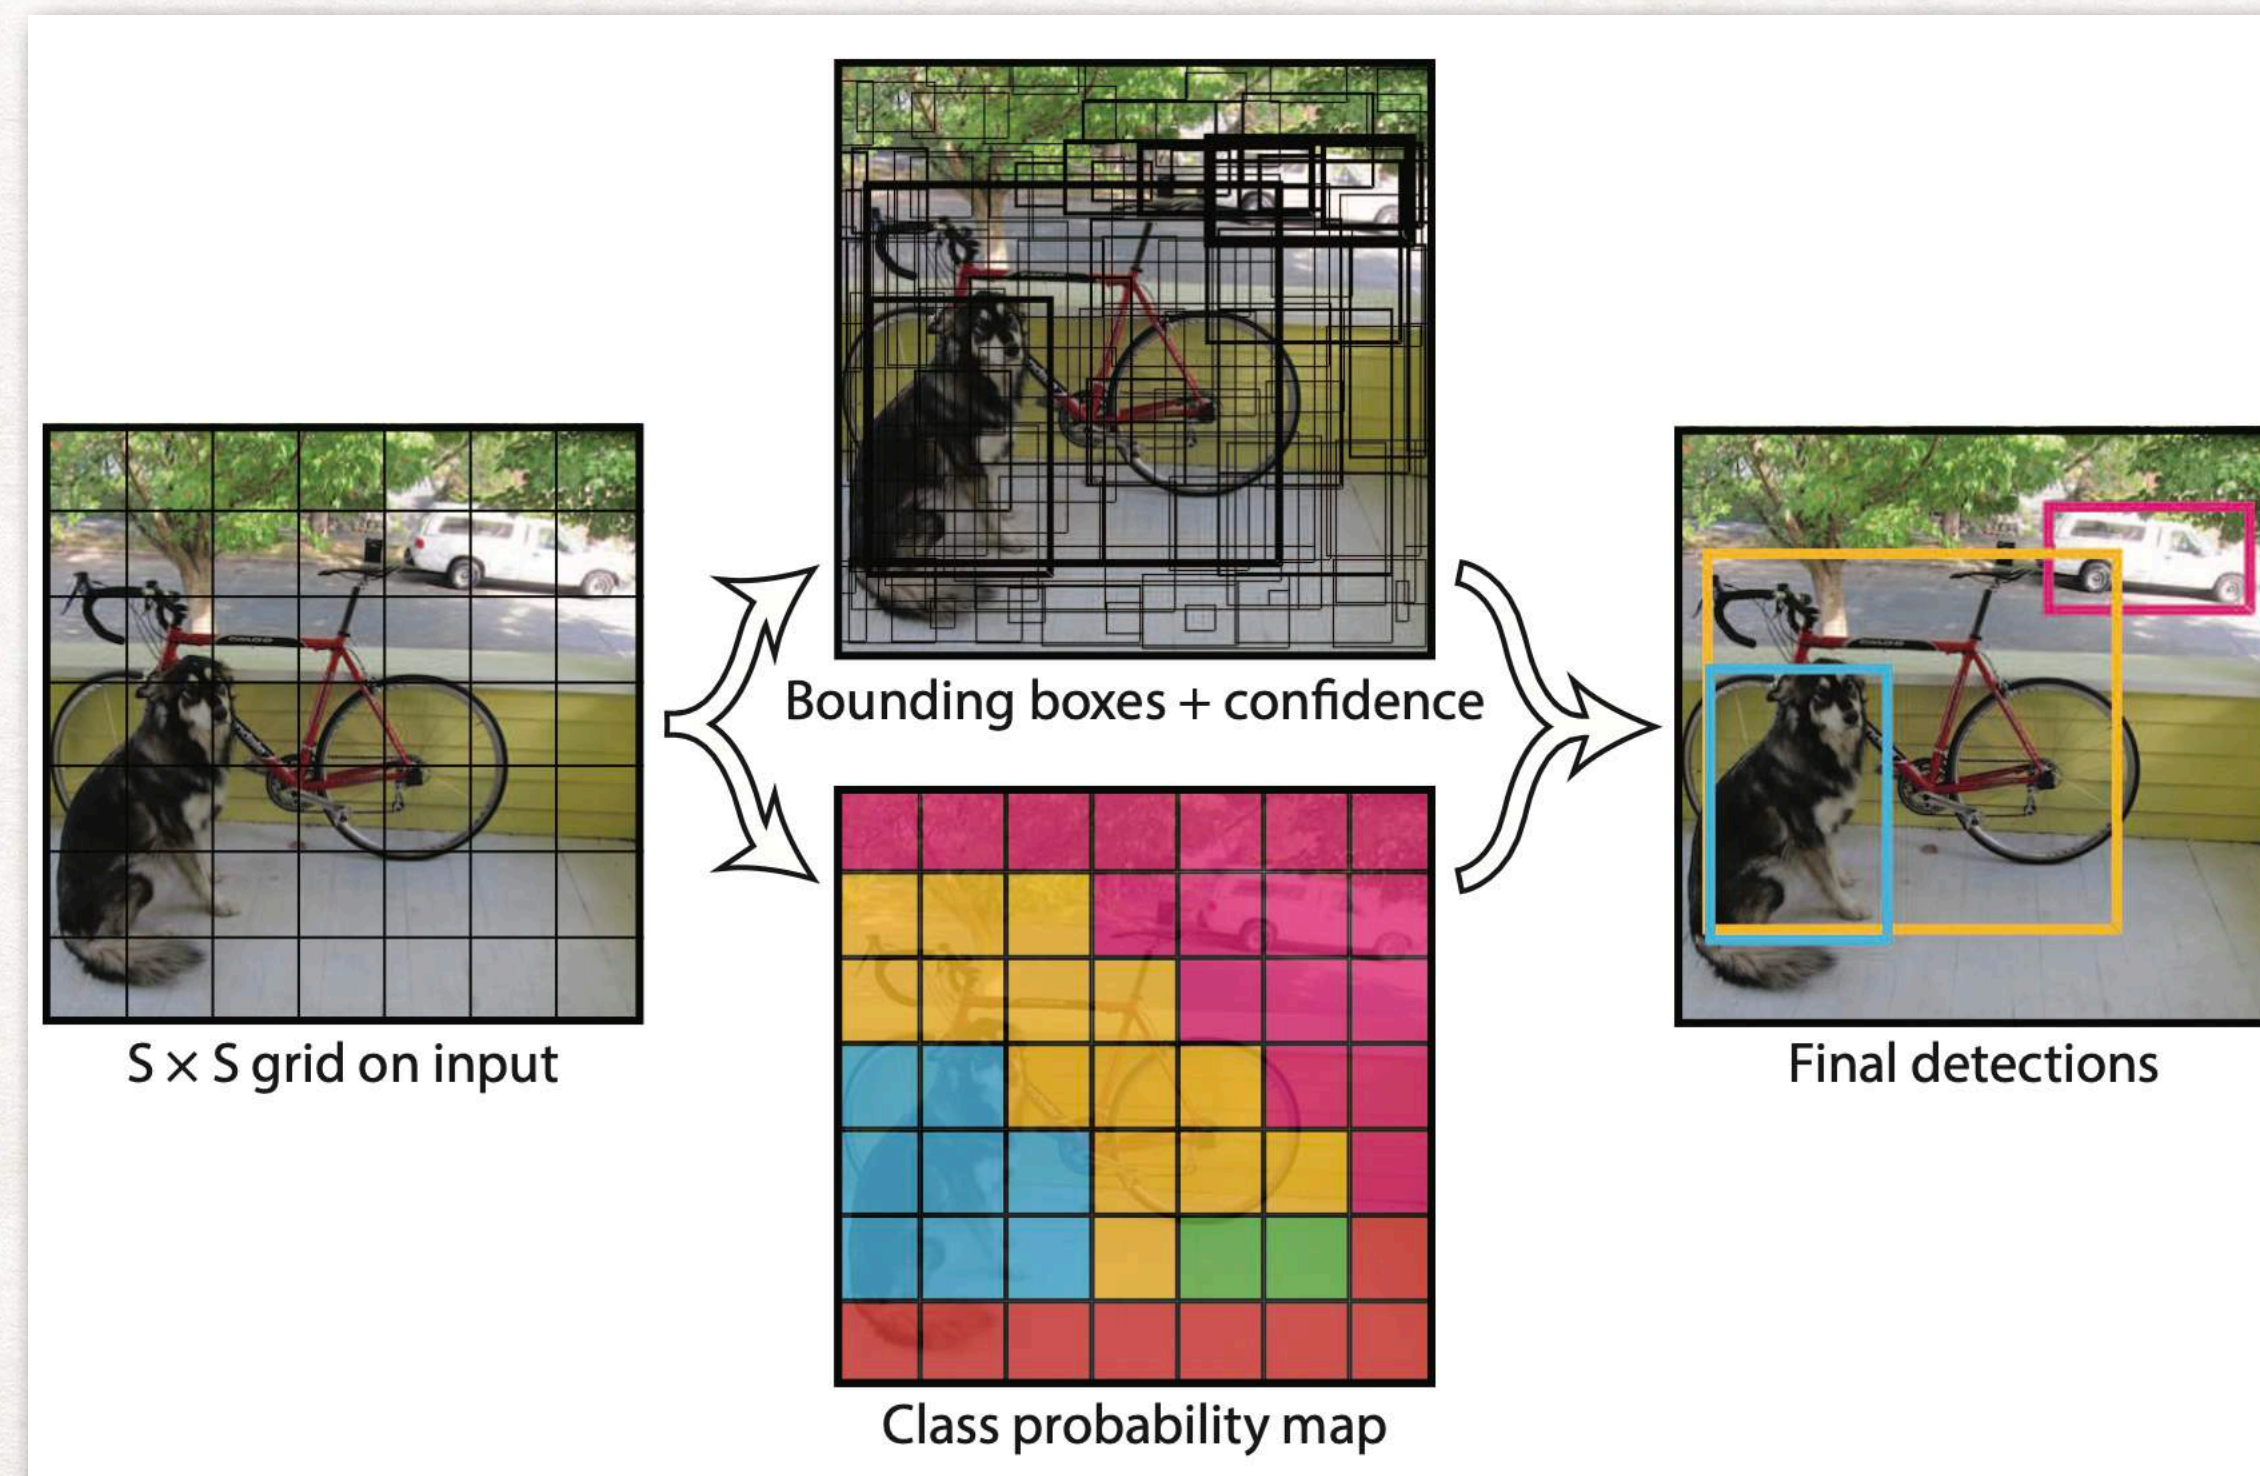 Bounding boxes + confidence
S × S grid on input
Final detections
Class probability map